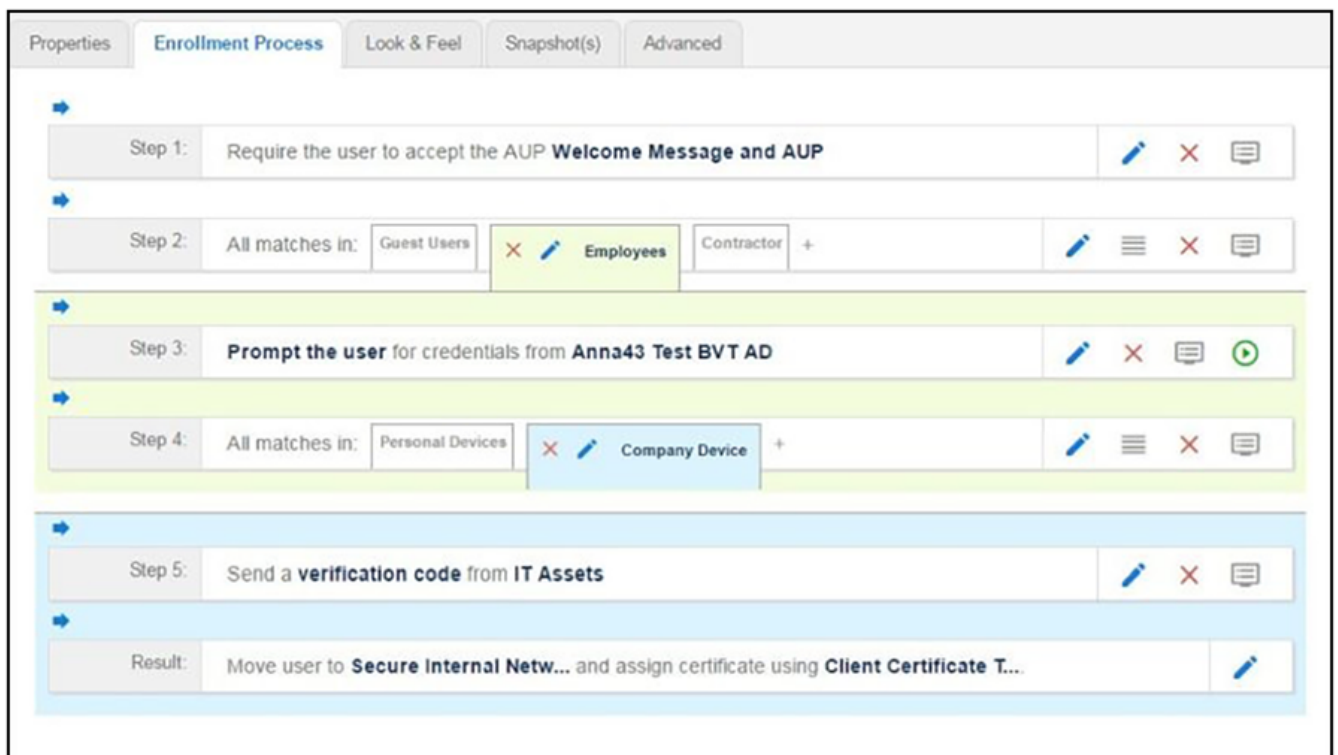 Properties Enrollment Process Look & Feel Snapshot(s) Advanced
Step 1: Require the user to accept the AUP Welcome Message and AUP
Step 2: All matches in: Guest Users Employees Contractor +
Step 3: Prompt the user for credentials from Anna43 Test BVT AD
Step 4: All matches in: Personal Devices Company Device +
Step 5: Send a verification code from IT Assets
Result: Move user to Secure Internal Netw... and assign certificate using Client Certificate T....